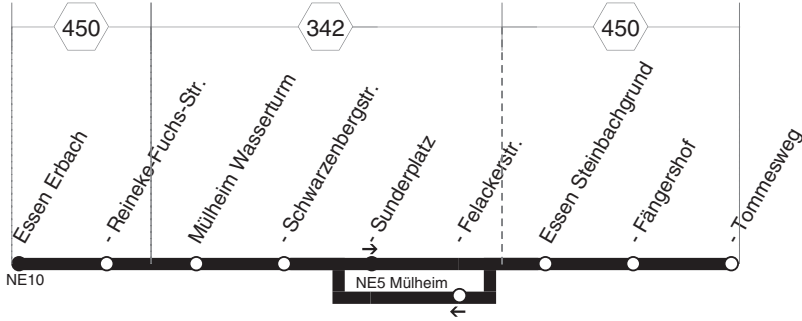 450
342
450
Essen Erbach
- Reineke-Fuchs-Str.
Mülheim Wasserturm
- Schwarzenbergstr.
- Sunderplatz
- Felackerstr.
Essen Steinbachgrund
- Fängershof
- Tommesweg
→
NE10
NE5 Mülheim
←